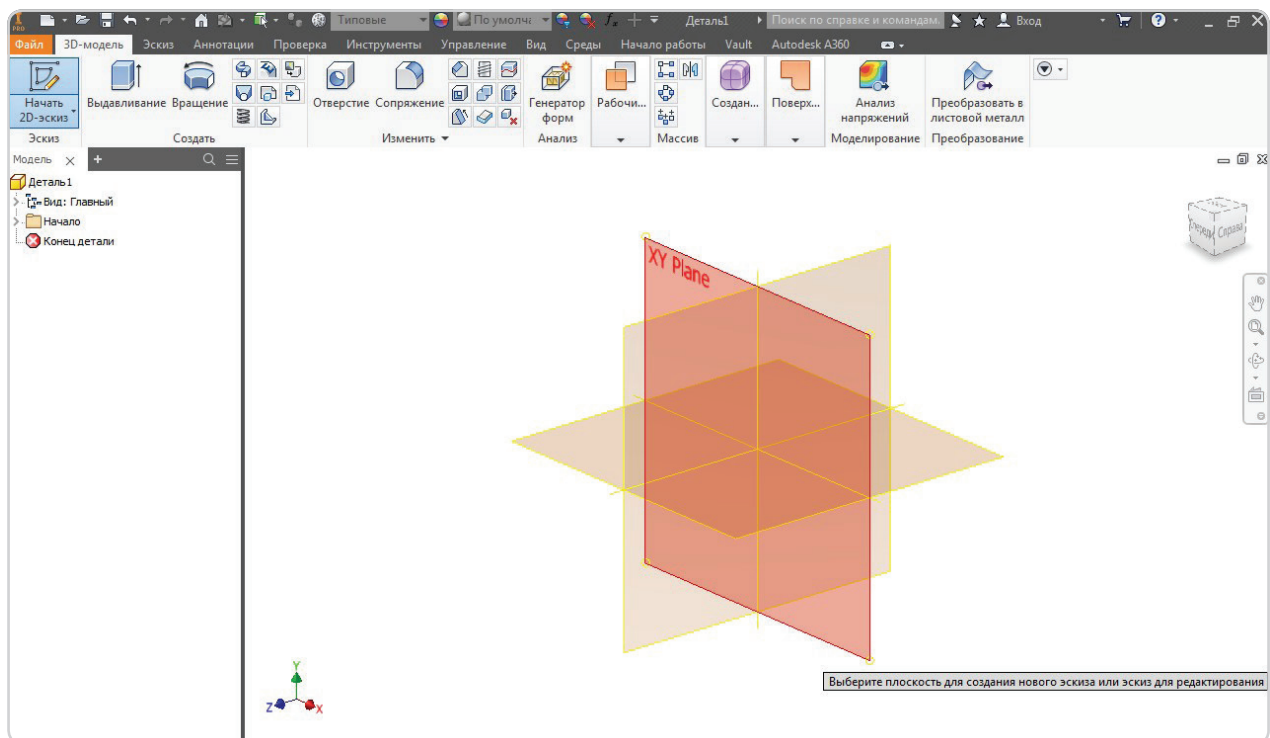 PRO Типовые По умолча Деталь1 Поиск по справке и командам. Вход
Файл 3D-модель Эскиз Аннотации Проверка Инструменты Управление Вид Среды Начало работы Vault Autodesk A360
Начать 2D-эскиз
Выдавливание Вращение
Отверстие Сопряжение
Генератор форм
Рабочи...
Создан...
Поверх...
Анализ напряжений
Преобразовать в листовой металл
Эскиз Создать Изменить Анализ Массив Моделирование Преобразование
Модель
Деталь1
Вид: Главный
Начало
Конец детали
XY Plane
Справа
Y
Z
X
Выберите плоскость для создания нового эскиза или эскиз для редактирования